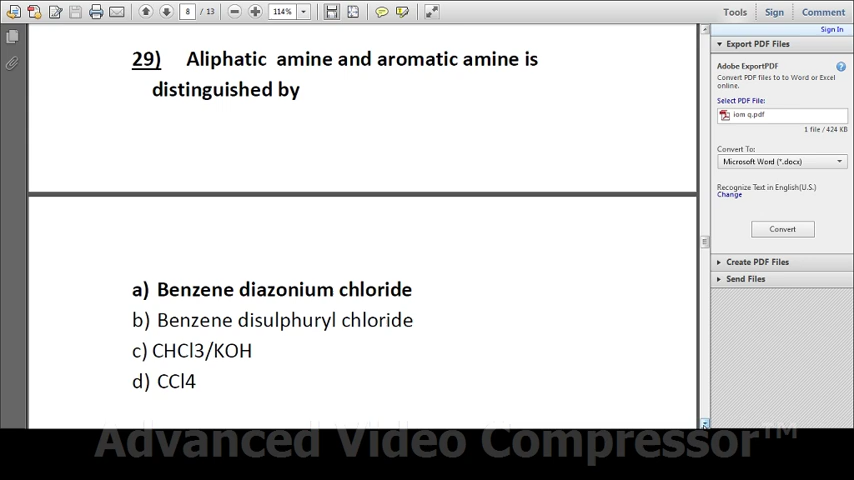 8 / 13
114%
Tools
Sign
Comment
Sign In
29) Aliphatic amine and aromatic amine is
distinguished by
a) Benzene diazonium chloride
b) Benzene disulphuryl chloride
c) CHCl3/KOH
d) CCl4
Export PDF Files
Adobe ExportPDF
Convert PDF files to to Word or Excel
online.
Select PDF File:
iom q.pdf
1 file / 424 KB
Convert To:
Microsoft Word (*.docx)
Recognize Text in English(U.S.)
Change
Convert
Create PDF Files
Send Files
Advanced Video Compressor™